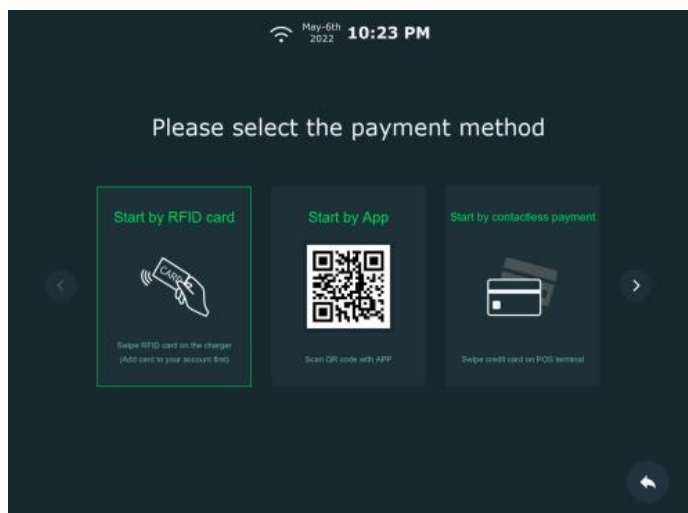 May-6th
2022
10:23 PM
Please select the payment method
Start by RFID card
CARD
Swipe RFID card on the charger
(Add card to your account first)
Start by App
Scan QR code with APP
Start by contactless payment
Swipe credit card on POS terminal